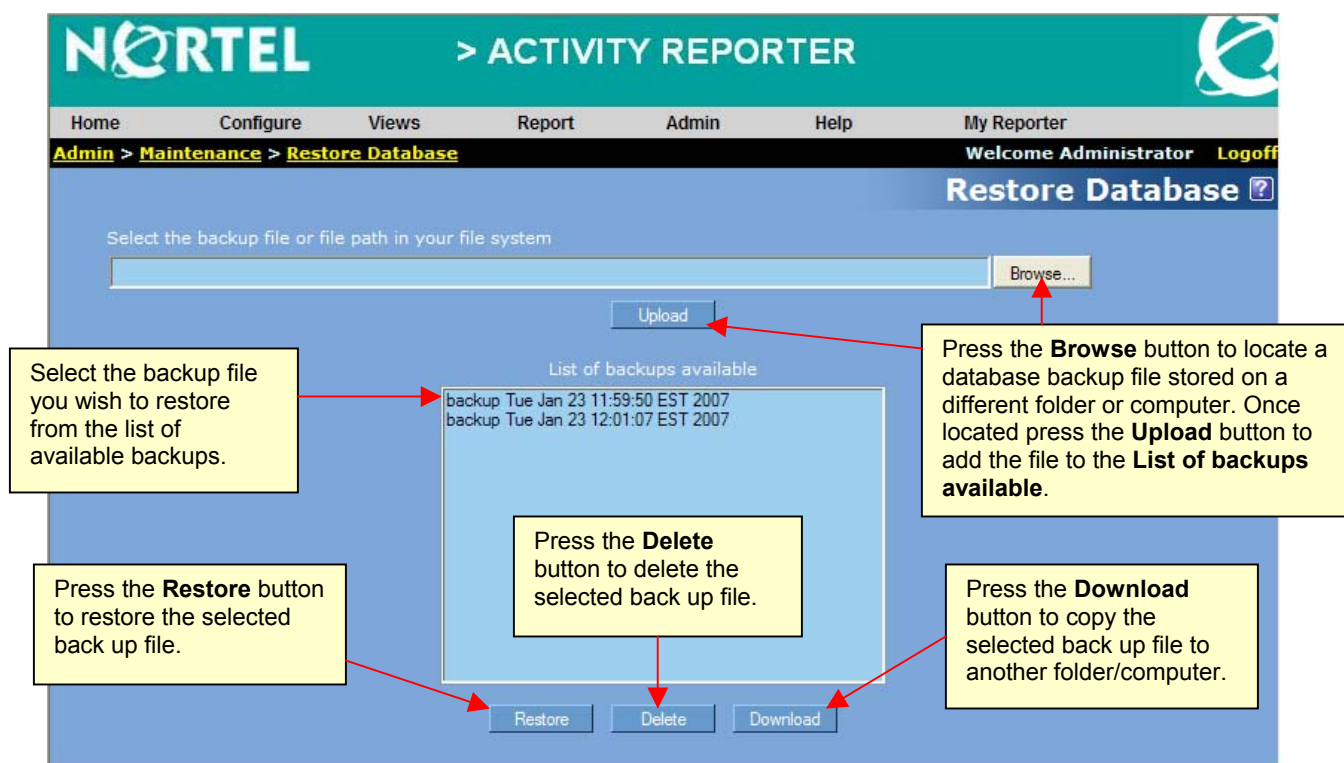 NORTEL > ACTIVITY REPORTER
Home Configure Views Report Admin Help My Reporter
Admin > Maintenance > Restore Database Welcome Administrator Logoff
Restore Database ?
Select the backup file or file path in your file system
Browse...
Upload
Press the Browse button to locate a
database backup file stored on a
different folder or computer. Once
located press the Upload button to
add the file to the List of backups
available.
Select the backup file
you wish to restore
from the list of
available backups.
List of backups available
backup Tue Jan 23 11:59:50 EST 2007
backup Tue Jan 23 12:01:07 EST 2007
Press the Restore button
to restore the selected
back up file.
Press the Delete
button to delete the
selected back up file.
Press the Download
button to copy the
selected back up file to
another folder/computer.
Restore Delete Download